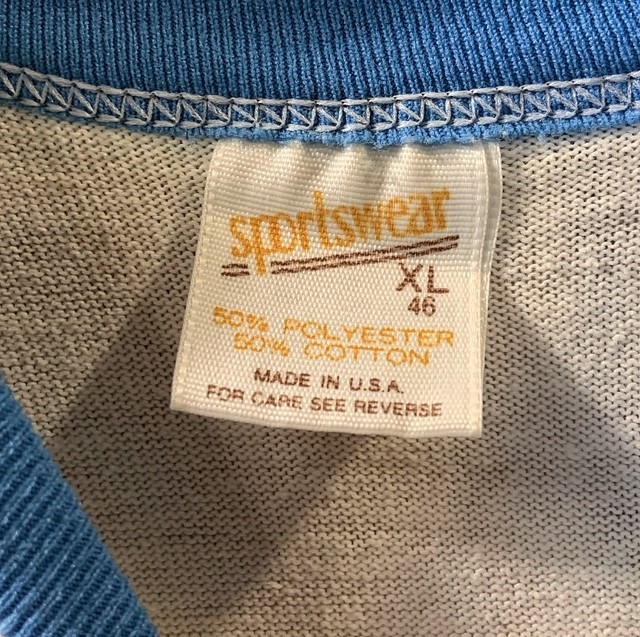 sportswear
XL
46
50% POLYESTER
50% COTTON
MADE IN U.S.A.
FOR CARE SEE REVERSE